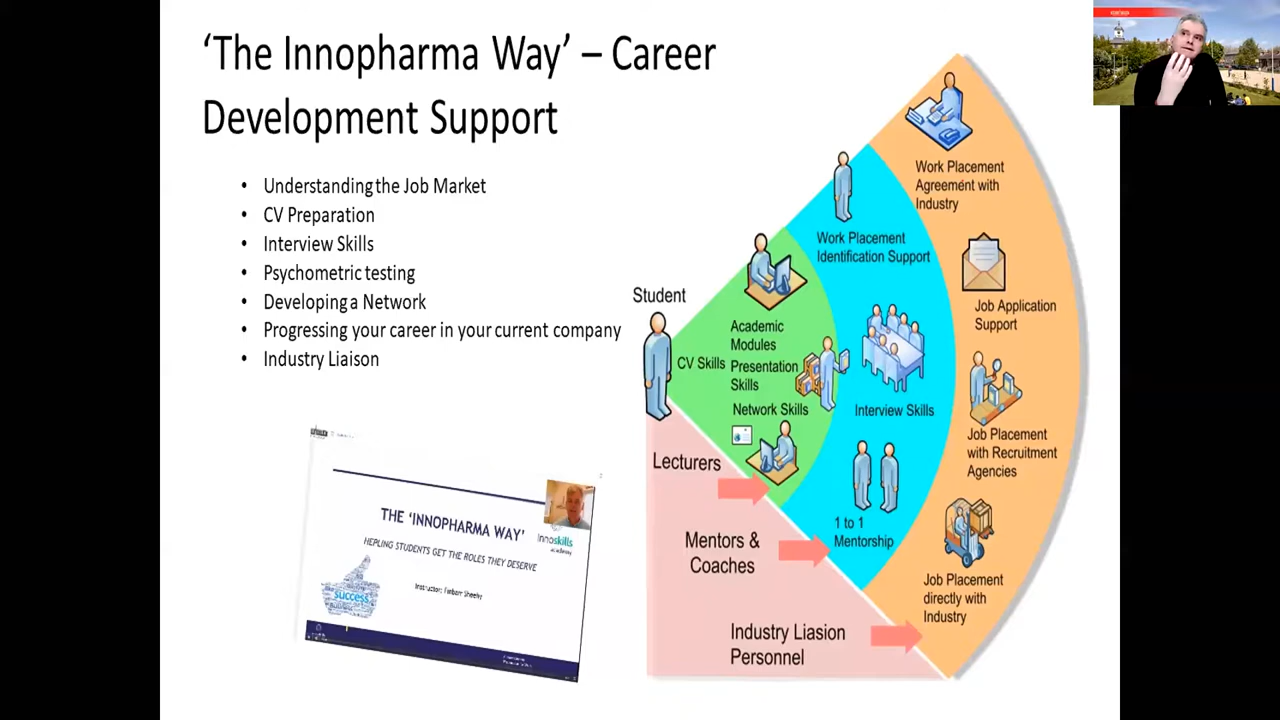 ‘The Innopharma Way’ – Career
Development Support
• Understanding the Job Market
• CV Preparation
• Interview Skills
• Psychometric testing
• Developing a Network
• Progressing your career in your current company
• Industry Liaison
Student
CV Skills
Academic
Modules
Presentation
Skills
Network Skills
Work Placement
Identification Support
Interview Skills
1 to 1
Mentorship
Work Placement
Agreement with
Industry
Job Application
Support
Job Placement
with Recruitment
Agencies
Job Placement
directly with
Industry
Lecturers
Mentors &
Coaches
Industry Liasion
Personnel
THE ‘INNOPHARMA WAY’
HEPLING STUDENTS GET THE ROLES THEY DESERVE
Instructor:
Innoskills
academy
success